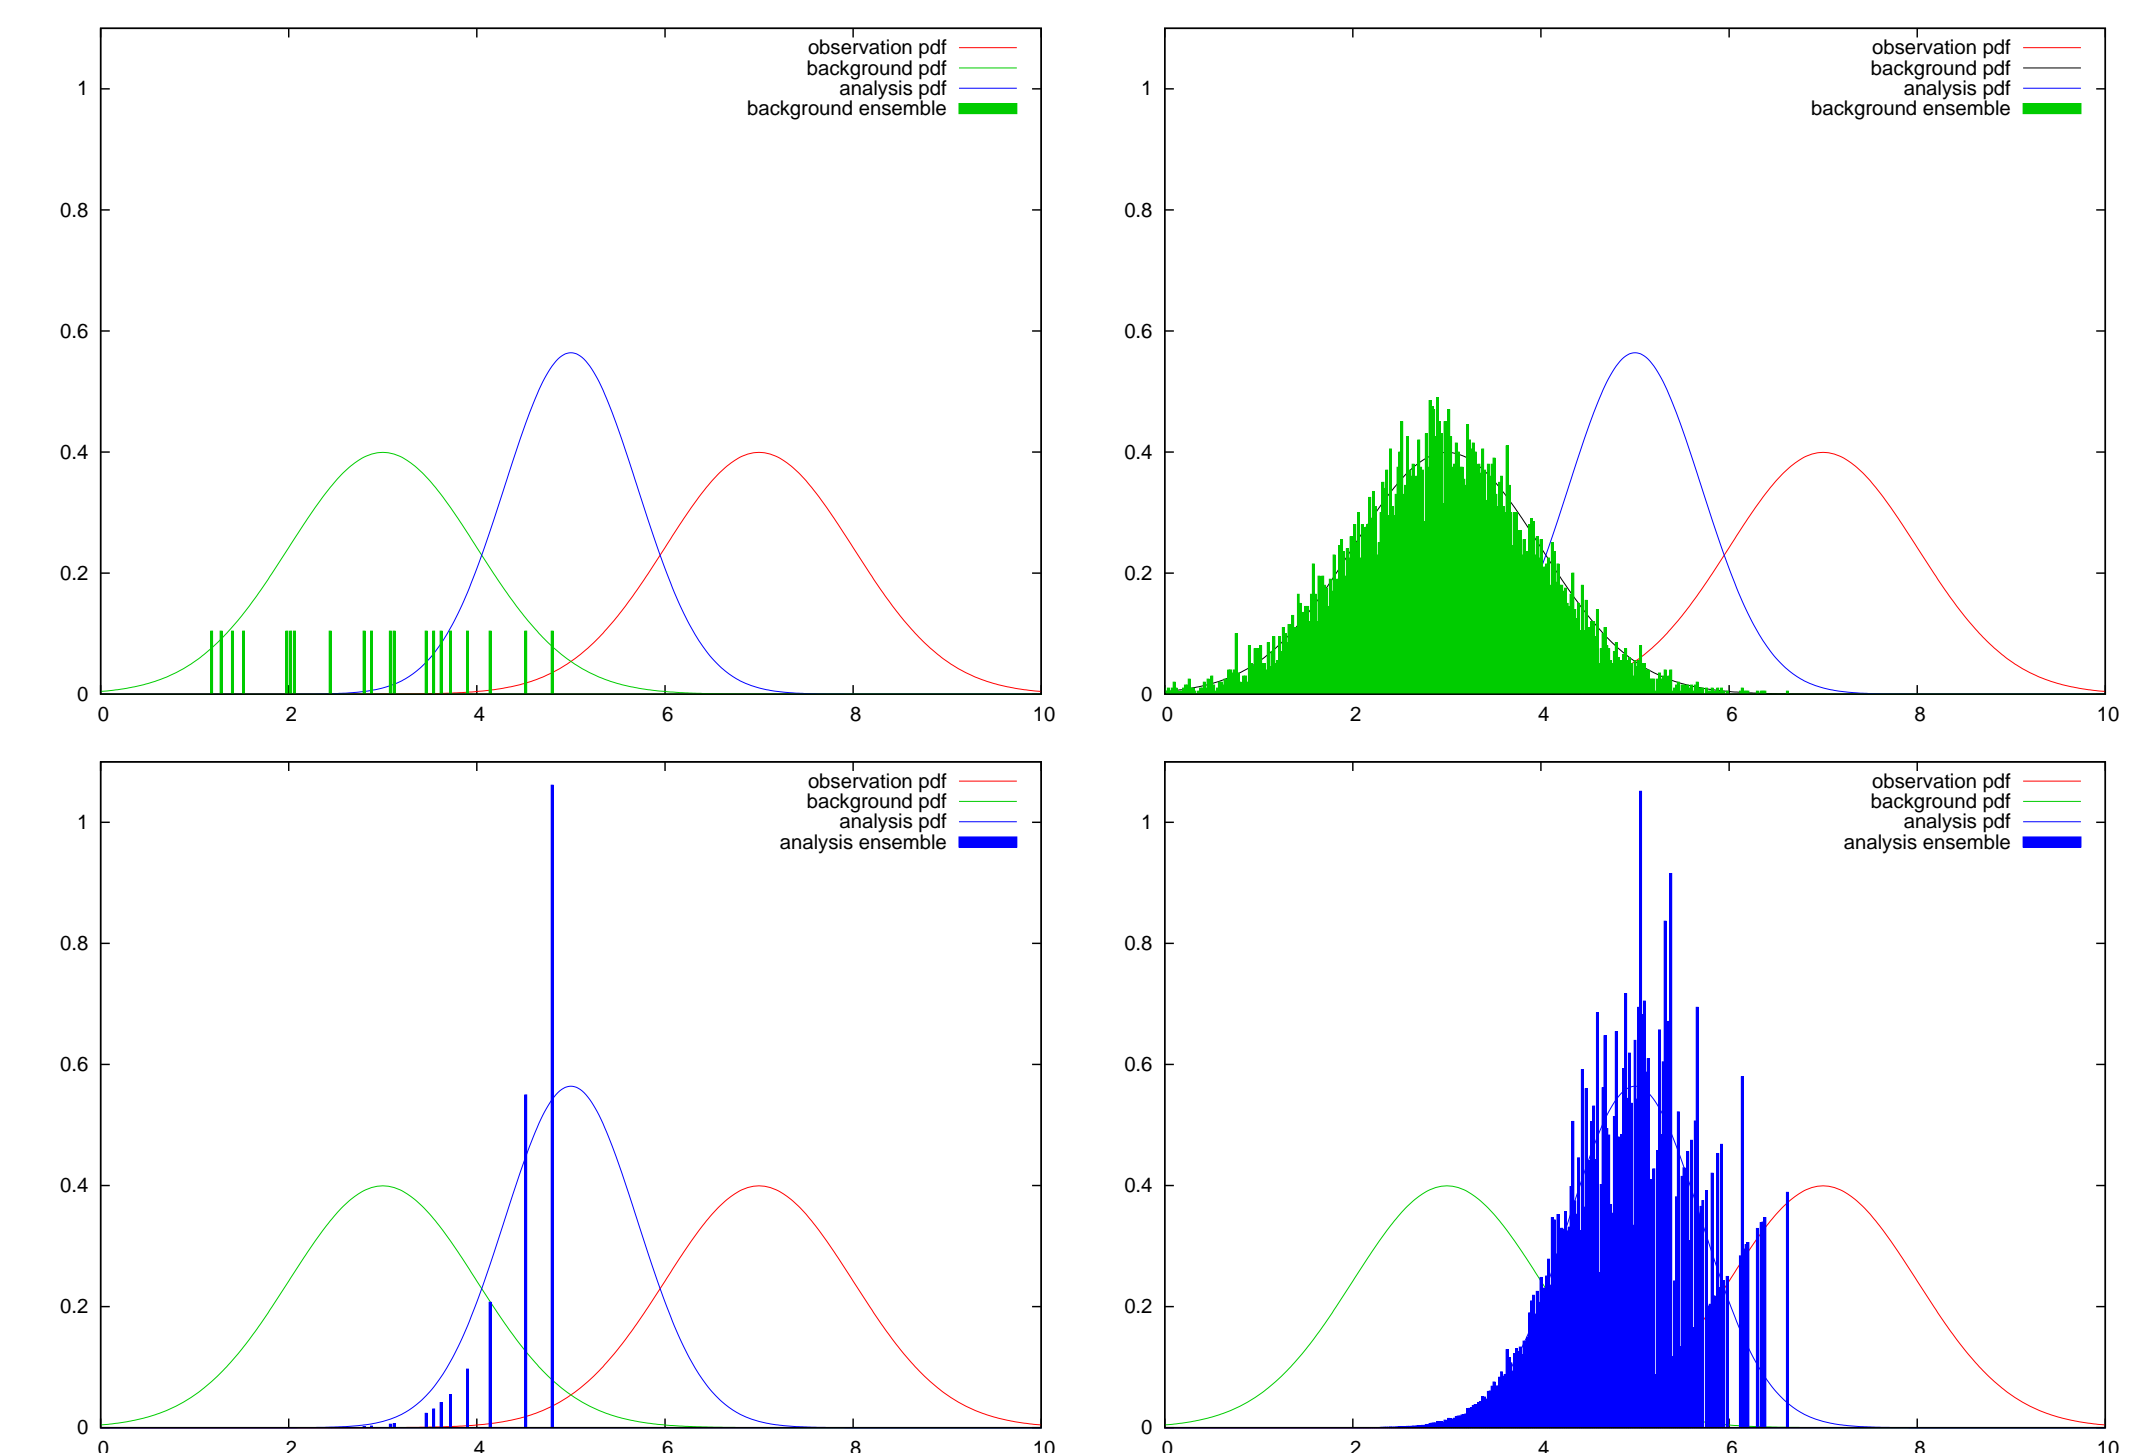 observation pdf
background pdf
analysis pdf
background ensemble
1
0.8
0.6
0.4
0.2
0
0 2 4 6 8 10
observation pdf
background pdf
analysis pdf
background ensemble
1
0.8
0.6
0.4
0.2
0
0 2 4 6 8 10
observation pdf
background pdf
analysis pdf
analysis ensemble
1
0.8
0.6
0.4
0.2
0
0 2 4 6 8 10
observation pdf
background pdf
analysis pdf
analysis ensemble
1
0.8
0.6
0.4
0.2
0
0 2 4 6 8 10